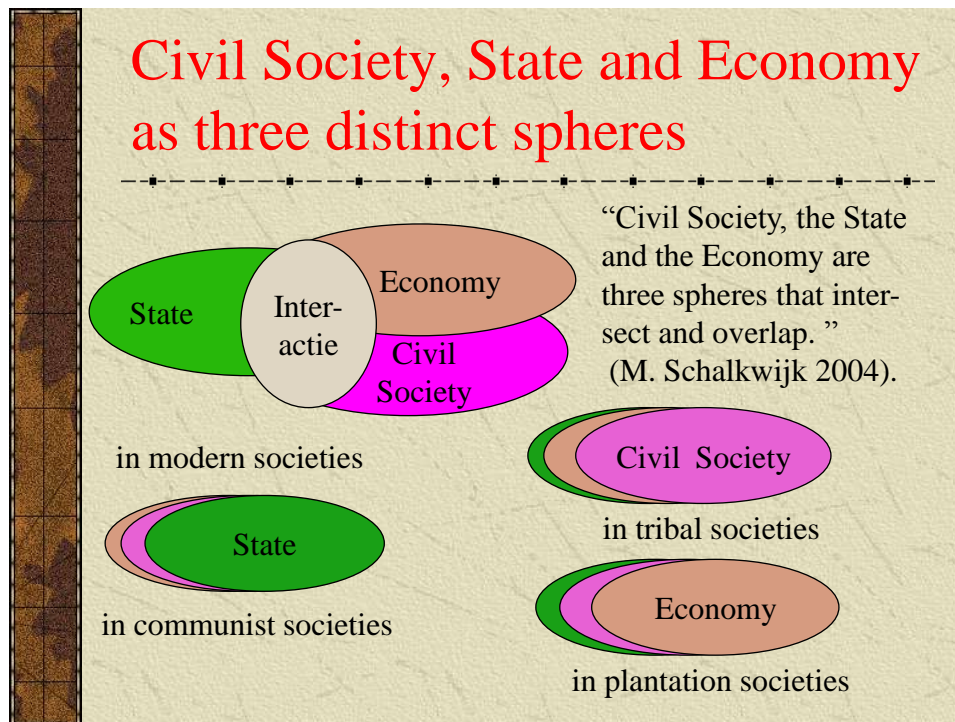 Civil Society, State and Economy
as three distinct spheres
State
Inter-
actie
Economy
Civil
Society
“Civil Society, the State
and the Economy are
three spheres that inter-
sect and overlap. ”
(M. Schalkwijk 2004).
in modern societies
Civil Society
in tribal societies
State
in communist societies
Economy
in plantation societies